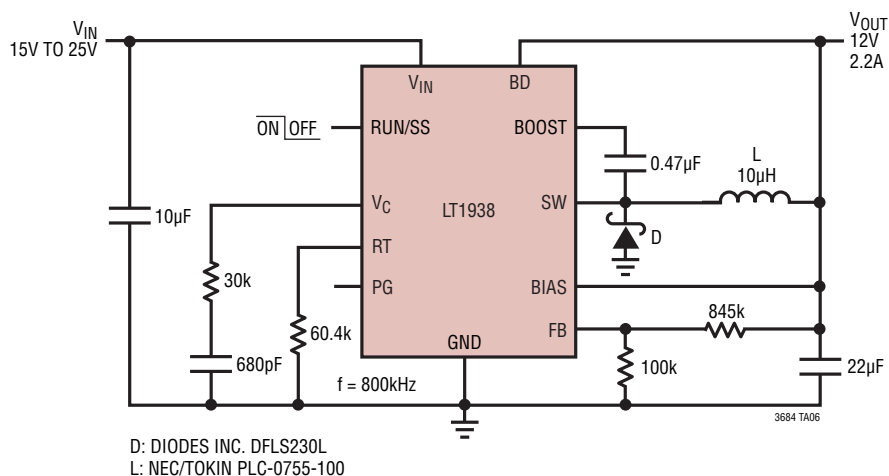 VIN
15V TO 25V
VOUT
12V
2.2A
VIN
BD
ON OFF
RUN/SS
BOOST
0.47µF
L
10µH
10µF
VC
LT1938
SW
D
RT
30k
PG
BIAS
60.4k
845k
FB
GND
680pF
f = 800kHz
100k
22µF
3684 TA06
D: DIODES INC. DFLS230L
L: NEC/TOKIN PLC-0755-100